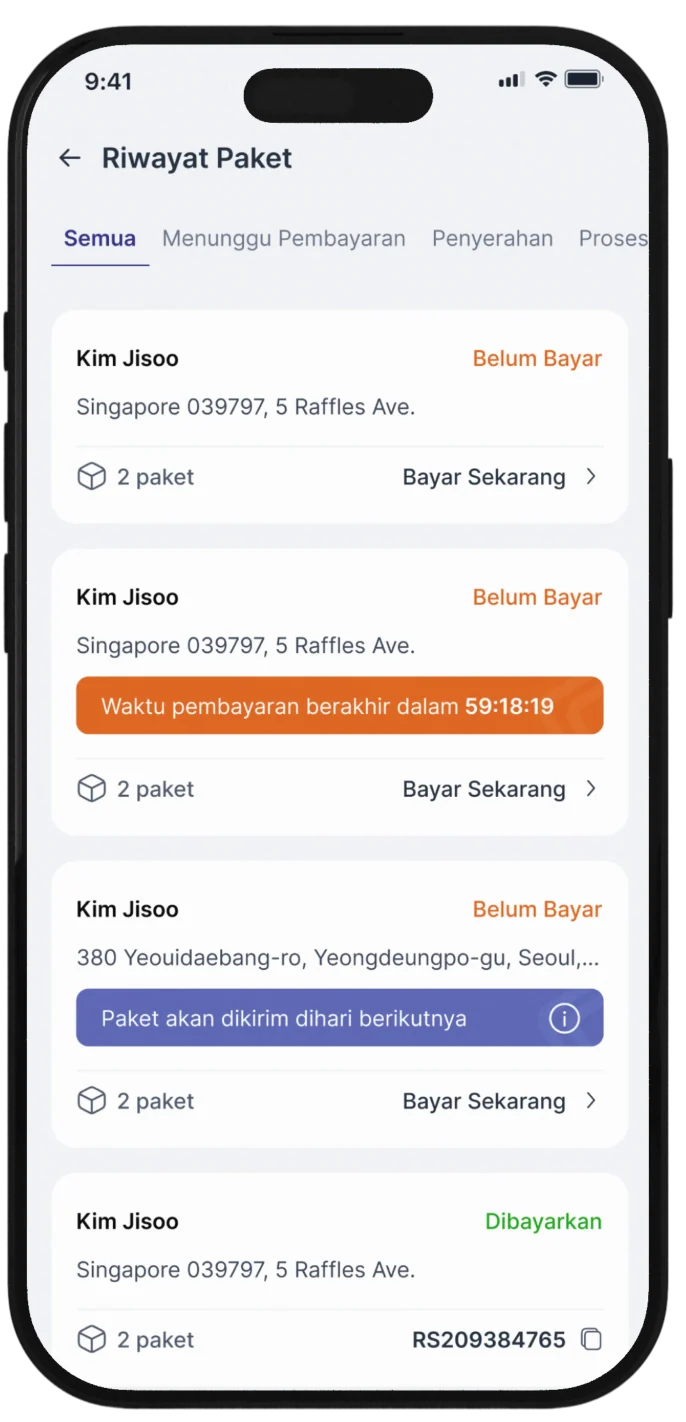 9:41
Riwayat Paket
Semua Menunggu Pembayaran Penyerahan Proses
Kim Jisoo Belum Bayar
Singapore 039797, 5 Raffles Ave.
2 paket Bayar Sekarang
Kim Jisoo Belum Bayar
Singapore 039797, 5 Raffles Ave.
Waktu pembayaran berakhir dalam 59:18:19
2 paket Bayar Sekarang
Kim Jisoo Belum Bayar
380 Yeouidaebang-ro, Yeongdeungpo-gu, Seoul,...
Paket akan dikirim dihari berikutnya
2 paket Bayar Sekarang
Kim Jisoo Dibayarkan
Singapore 039797, 5 Raffles Ave.
2 paket RS209384765